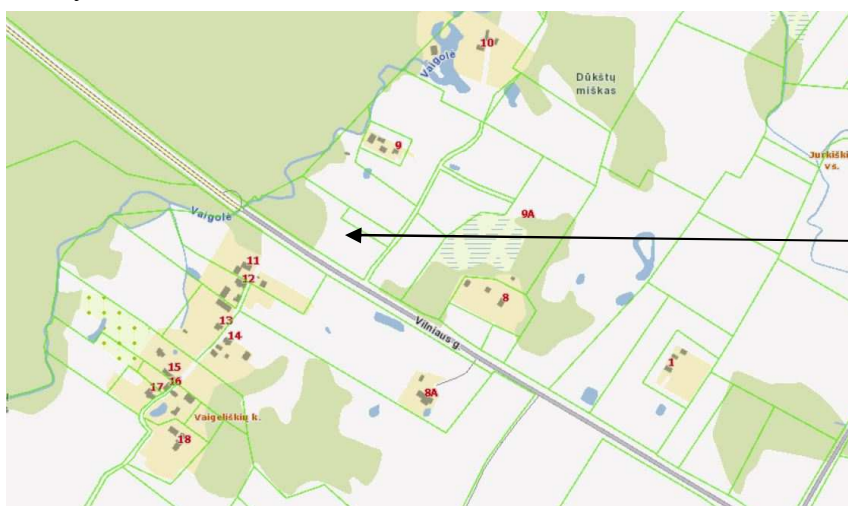 10
Vaigolė
Dūkštų
miškas
9
Jurkiški
vs.
9A
Vaigolė
11
12
8
13
Vilniaus g.
14
1
15
16
17
8A
Vaigeliškių k.
18